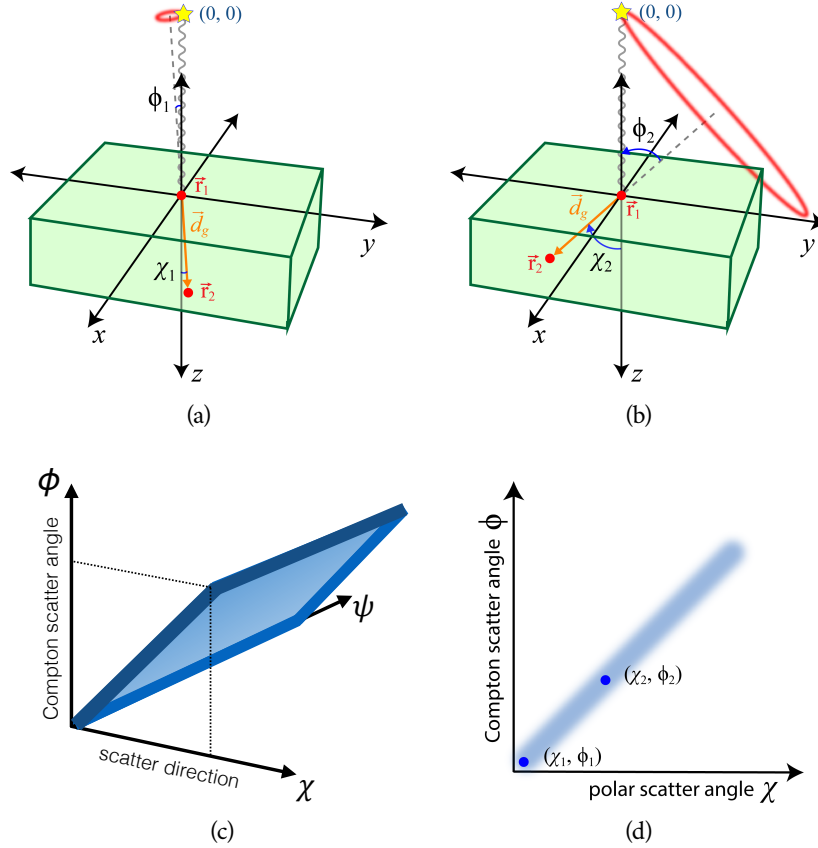 (0, 0)
ϕ₁
r⃗₁
d⃗g
χ₁
r⃗₂
y
x
z
(a)
(0, 0)
ϕ₂
r⃗₁
d⃗g
r⃗₂
χ₂
y
x
z
(b)
ϕ
Compton scatter angle
ψ
scatter direction
χ
(c)
Compton scatter angle ϕ
(χ₂, ϕ₂)
(χ₁, ϕ₁)
polar scatter angle χ
(d)